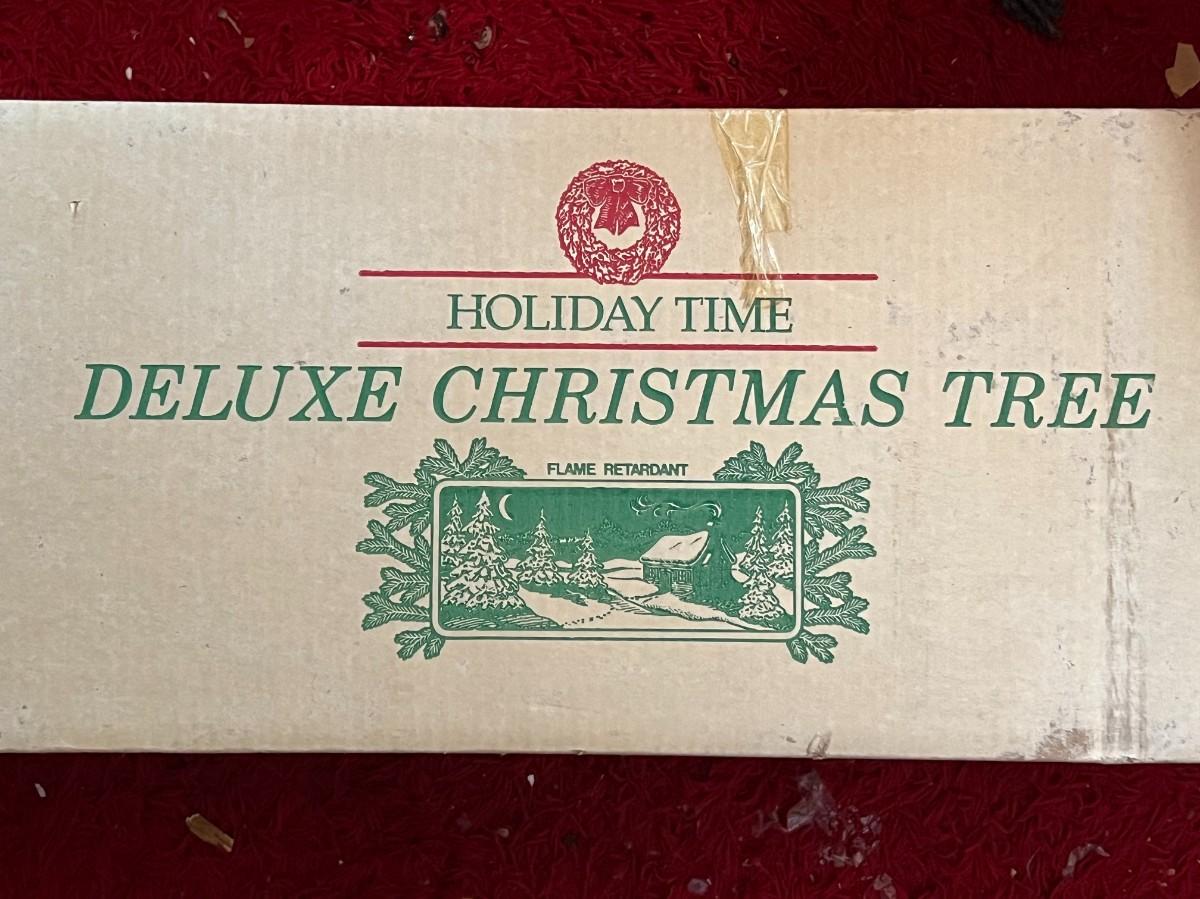 HOLIDAY TIME
DELUXE CHRISTMAS TREE
FLAME RETARDANT